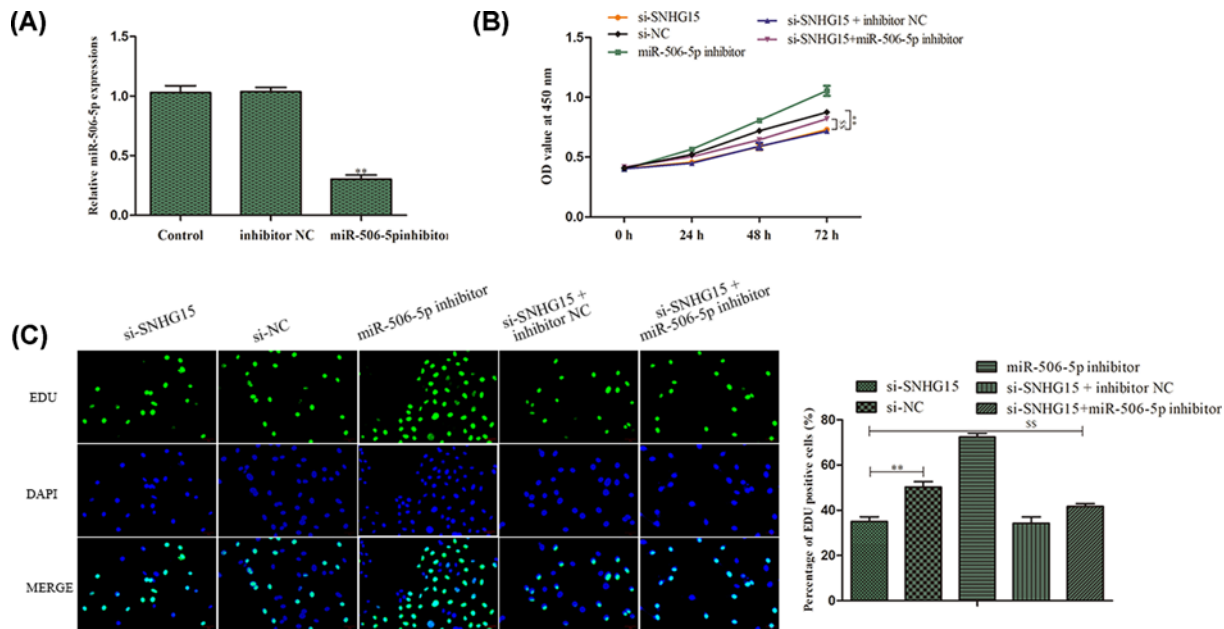 (A)
Relative miR-506-5p expressions
1.5
1.0
0.5
0.0
**
Control
inhibitor NC
miR-506-5pinhibitor
(B)
si-SNHG15
si-NC
miR-506-5p inhibitor
si-SNHG15 + inhibitor NC
si-SNHG15+miR-506-5p inhibitor
OD value at 450 nm
1.5
1.0
0.5
0.0
$$
**
0 h
24 h
48 h
72 h
(C)
si-SNHG15
si-NC
miR-506-5p inhibitor
si-SNHG15 +
inhibitor NC
si-SNHG15 +
miR-506-5p inhibitor
EDU
DAPI
MERGE
miR-506-5p inhibitor
si-SNHG15
si-SNHG15 + inhibitor NC
si-NC
si-SNHG15+miR-506-5p inhibitor
Percentage of EDU positive cells (%)
80
60
40
20
0
**
$$